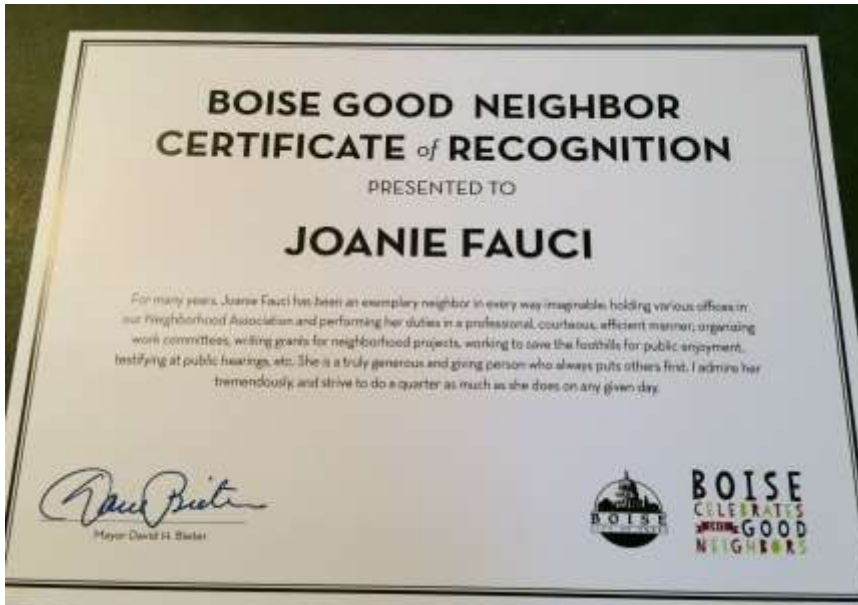 BOISE GOOD NEIGHBOR
CERTIFICATE of RECOGNITION
PRESENTED TO
JOANIE FAUCI
For many years, Joanie Fauci has been an exemplary neighbor in every way imaginable; holding various offices in
our Neighborhood Association and performing her duties in a professional, courteous, efficient manner; organizing
work committees, writing grants for neighborhood projects, working to save the foothills for public enjoyment,
testifying at public hearings, etc. She is a truly generous and giving person who always puts others first. I admire her
tremendously, and strive to do a quarter as much as she does on any given day.
Dave Bieter
Mayor David H. Bieter
BOISE
CITY OF TREES
BOISE
CELEBRATES
GOOD
NEIGHBORS